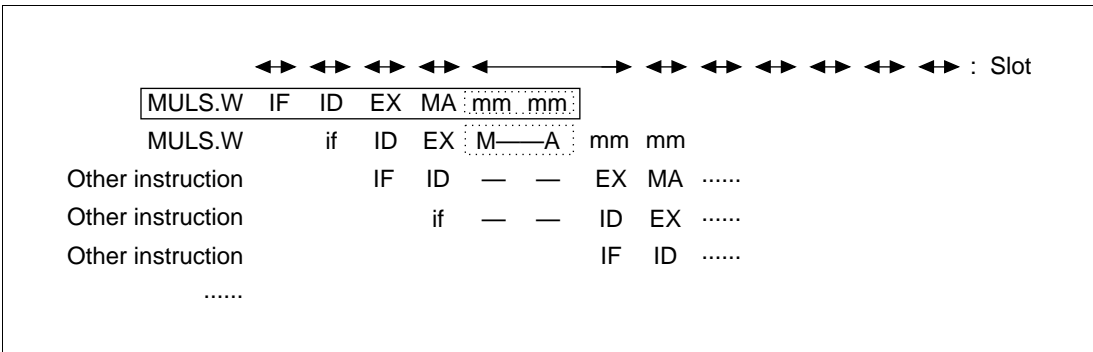 : Slot
MULS.W IF ID EX MA mm mm
MULS.W if ID EX M——A mm mm
Other instruction IF ID — — EX MA ......
Other instruction if — — ID EX ......
Other instruction IF ID ......
......